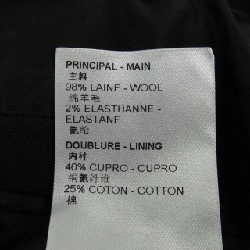 PRINCIPAL - MAIN
主料
98% LAINE - WOOL
绵羊毛
2% ELASTHANNE -
ELASTANE
氨纶
DOUBLURE - LINING
内衬
40% CUPRO - CUPRO
铜氨纤维
25% COTON - COTTON
棉